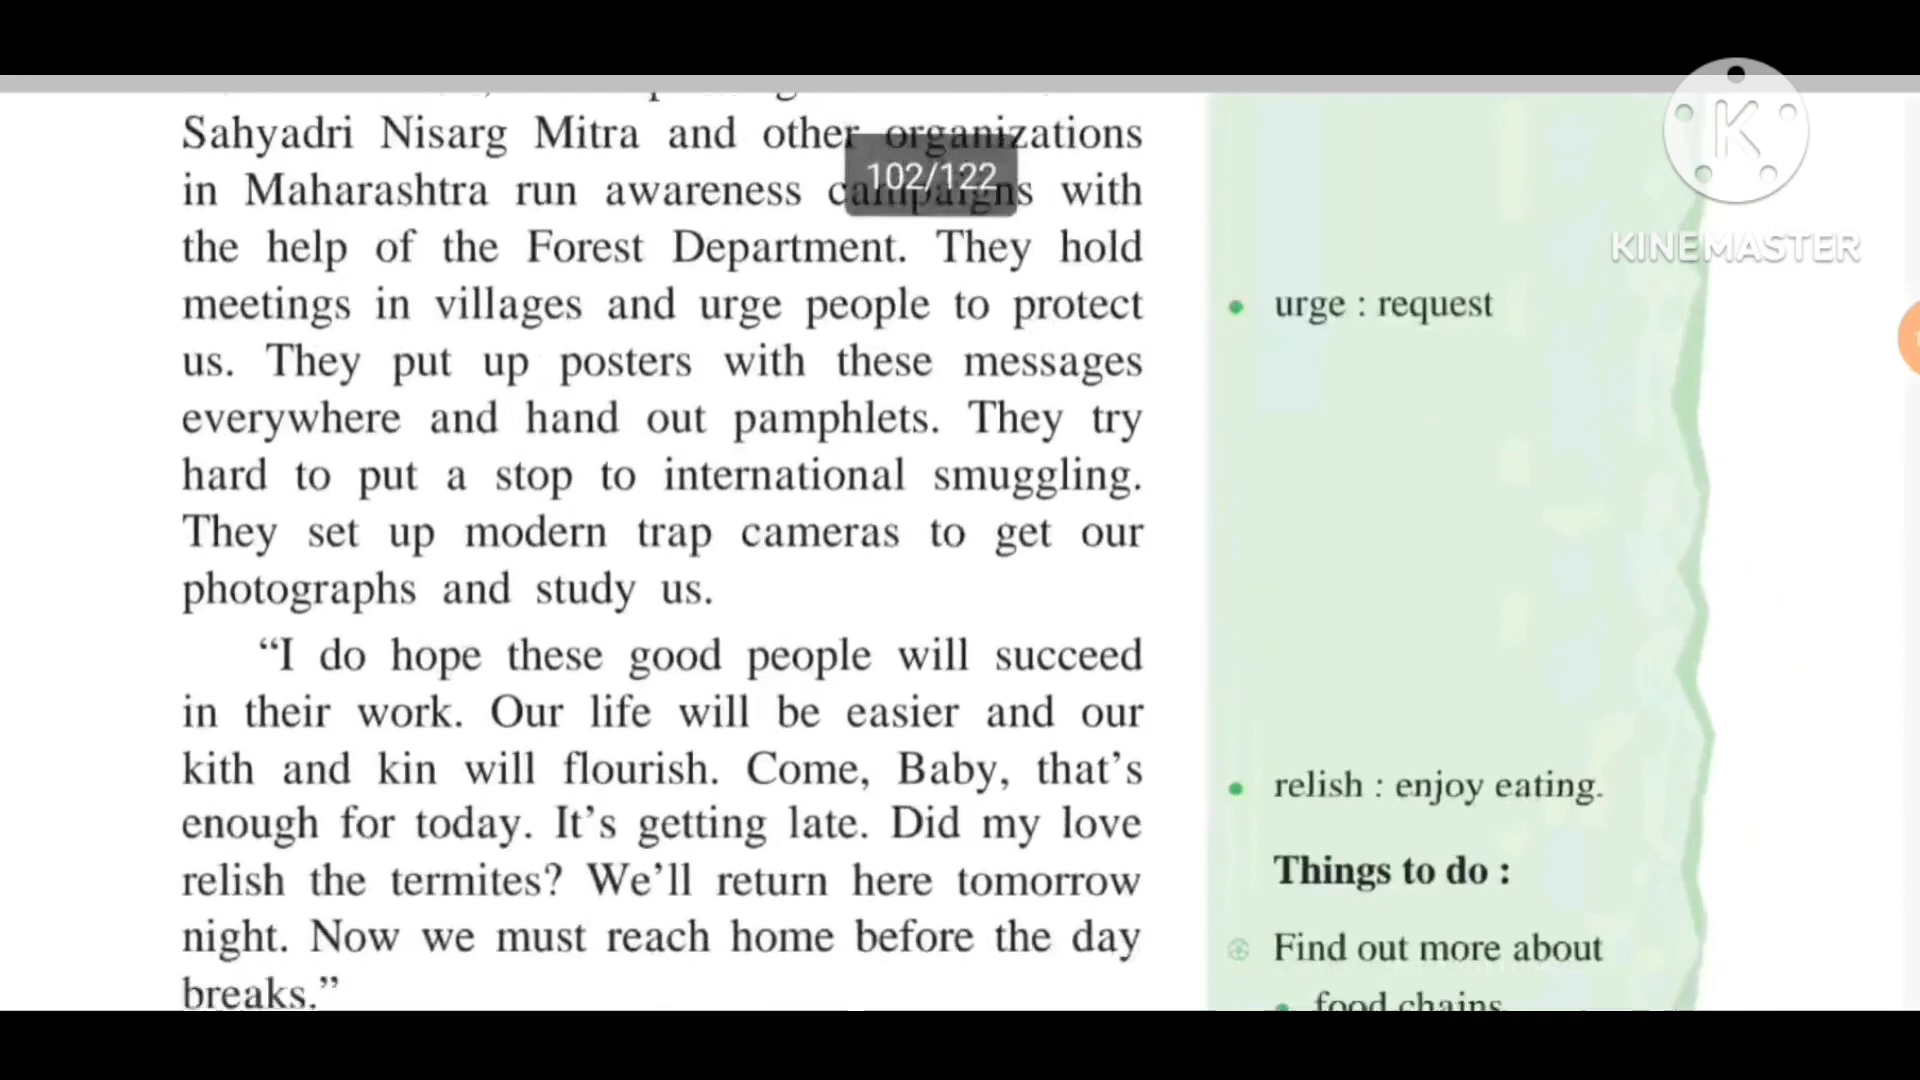 Sahyadri Nisarg Mitra and other organizations
in Maharashtra run awareness campaigns with
the help of the Forest Department. They hold
meetings in villages and urge people to protect
us. They put up posters with these messages
everywhere and hand out pamphlets. They try
hard to put a stop to international smuggling.
They set up modern trap cameras to get our
photographs and study us.
“I do hope these good people will succeed
in their work. Our life will be easier and our
kith and kin will flourish. Come, Baby, that’s
enough for today. It’s getting late. Did my love
relish the termites? We’ll return here tomorrow
night. Now we must reach home before the day
breaks.”
102/122
K
KINEMASTER
• urge : request
• relish : enjoy eating.
Things to do :
Find out more about
• food chains